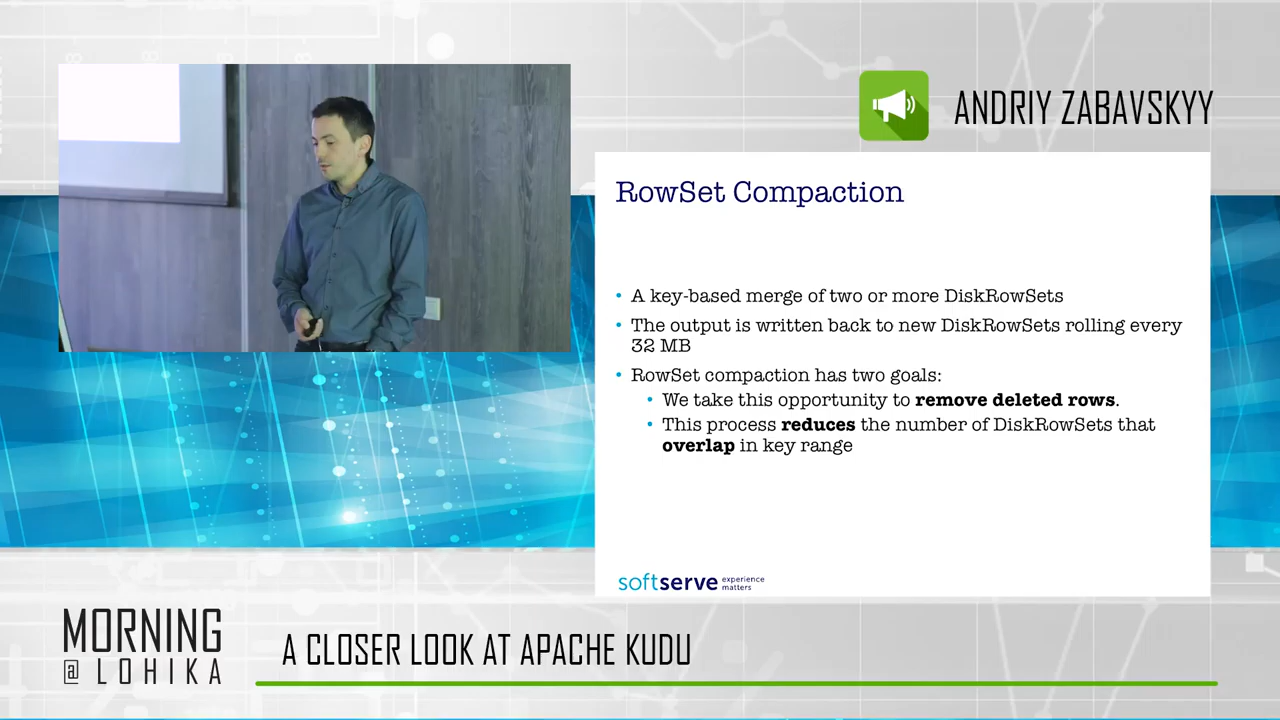 ANDRIY ZABAVSKYY
RowSet Compaction
• A key-based merge of two or more DiskRowSets
• The output is written back to new DiskRowSets rolling every
32 MB
• RowSet compaction has two goals:
• We take this opportunity to remove deleted rows.
• This process reduces the number of DiskRowSets that
overlap in key range
softserve experience
matters
MORNING
@ LOHIKA
A CLOSER LOOK AT APACHE KUDU